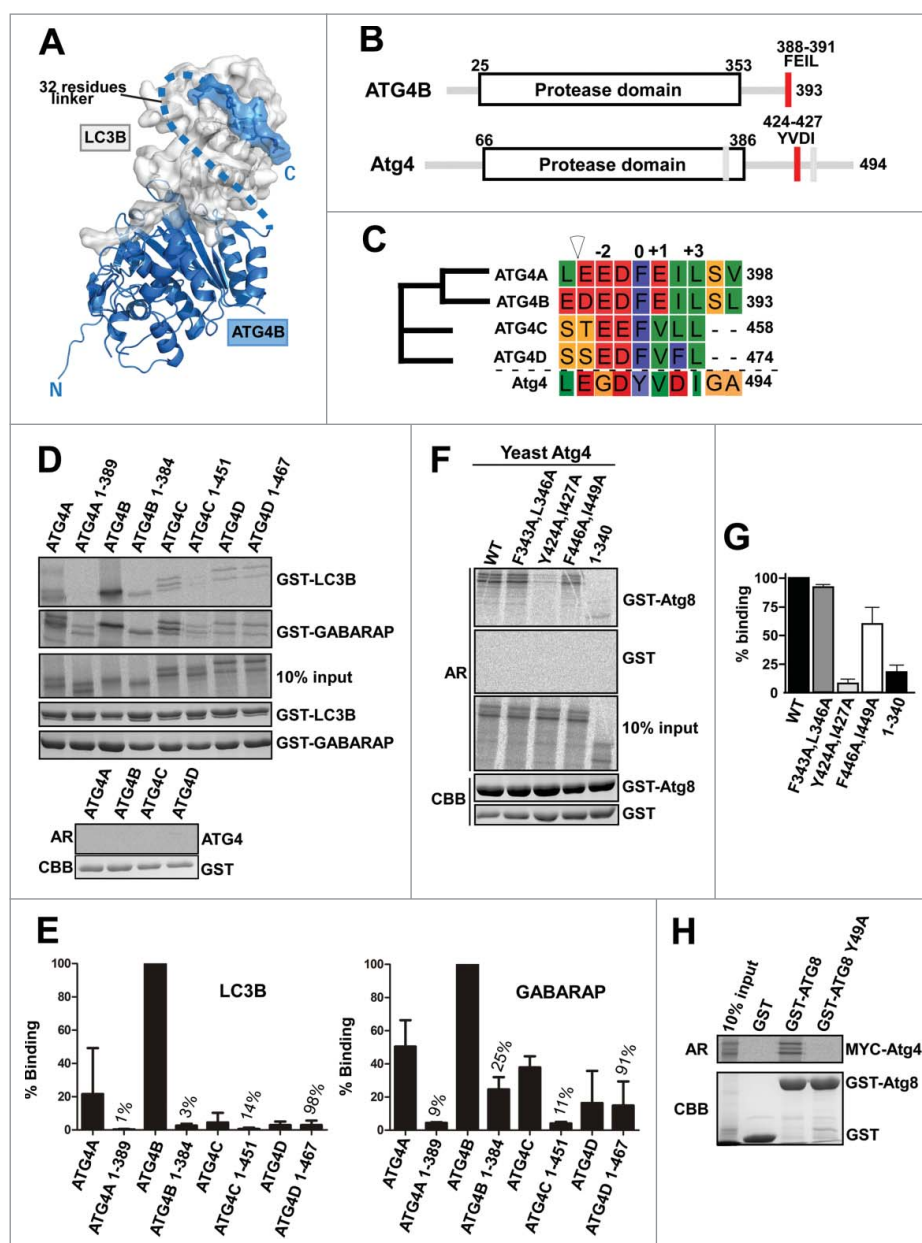 A
32 residues
linker
LC3B
C
ATG4B
N
B
388-391
FEIL
25
353
ATG4B
Protease domain
393
424-427
YVDI
66
386
Atg4
Protease domain
494
C
-2 0 +1 +3
ATG4A LEEDFEILSV 398
ATG4B EDEDFEILSL 393
ATG4C STEEFVLL-- 458
ATG4D SSEDFVFL-- 474
Atg4 LEGDYVDIGA 494
D
ATG4A
ATG4A 1-389
ATG4B
ATG4B 1-384
ATG4C
ATG4C 1-451
ATG4D
ATG4D 1-467
GST-LC3B
GST-GABARAP
10% input
GST-LC3B
GST-GABARAP
ATG4A
ATG4B
ATG4C
ATG4D
AR
ATG4
CBB
GST
F
Yeast Atg4
WT
F343A,L346A
Y424A,I427A
F446A,I449A
1-340
GST-Atg8
AR
GST
10% input
CBB
GST-Atg8
GST
G
% binding
100
75
50
25
0
WT
F343A,L346A
Y424A,I427A
F446A,I449A
1-340
E
LC3B
% Binding
100
80
60
40
20
0
1%
3%
14%
98%
ATG4A
ATG4A 1-389
ATG4B
ATG4B 1-384
ATG4C
ATG4C 1-451
ATG4D
ATG4D 1-467
GABARAP
% Binding
100
80
60
40
20
0
9%
25%
11%
91%
ATG4A
ATG4A 1-389
ATG4B
ATG4B 1-384
ATG4C
ATG4C 1-451
ATG4D
ATG4D 1-467
H
10% input
GST
GST-ATG8
GST-ATG8 Y49A
AR
MYC-Atg4
CBB
GST-Atg8
GST